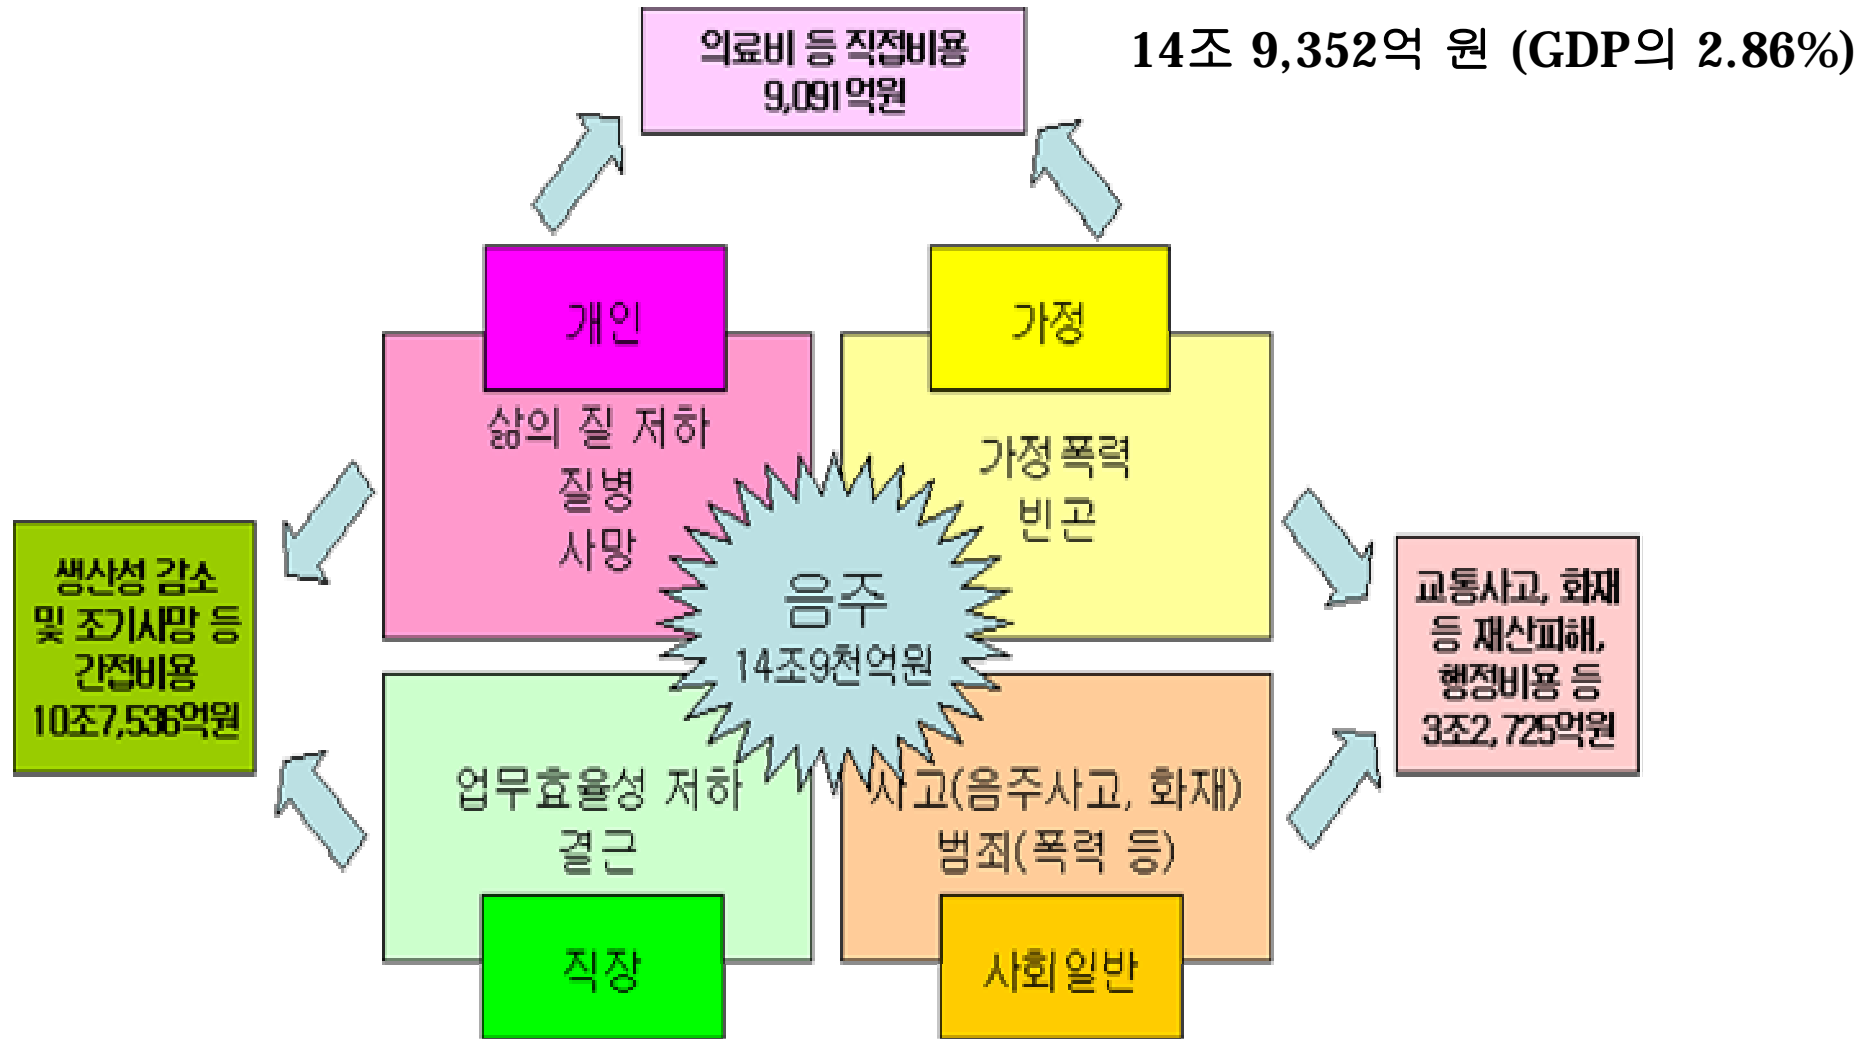 14조 9,352억 원 (GDP의 2.86%)
의료비 등 직접비용
9,091억원
개인
삶의 질 저하
질병
사망
가정
가정폭력
빈곤
음주
14조9천억원
생산성 감소
및 조기사망 등
간접비용
10조7,536억원
교통사고, 화재
등 재산피해,
행정비용 등
3조2,725억원
업무효율성 저하
결근
직장
사고(음주사고, 화재)
범죄(폭력 등)
사회일반